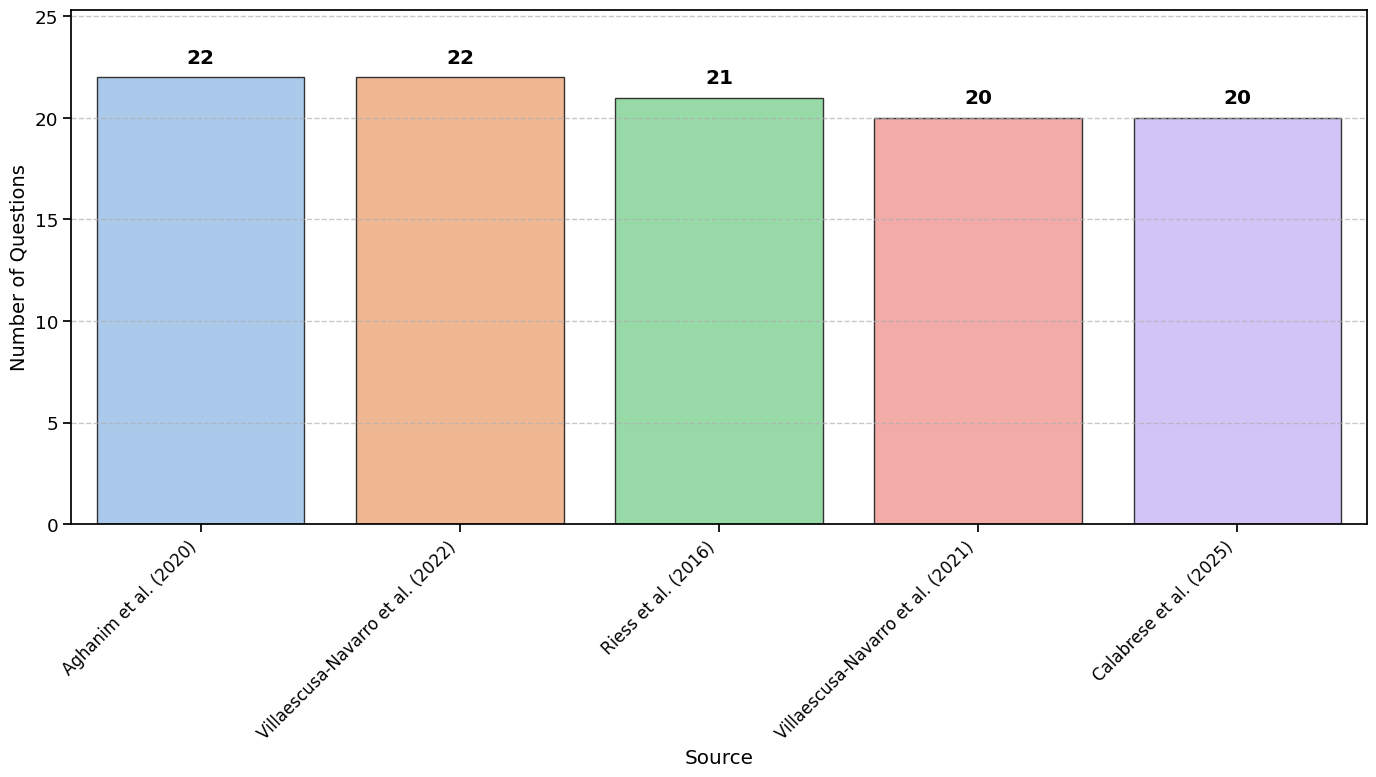 25
20
15
10
5
0
Number of Questions
22
22
21
20
20
Aghanim et al. (2020)
Villaescusa-Navarro et al. (2022)
Riess et al. (2016)
Villaescusa-Navarro et al. (2021)
Calabrese et al. (2025)
Source